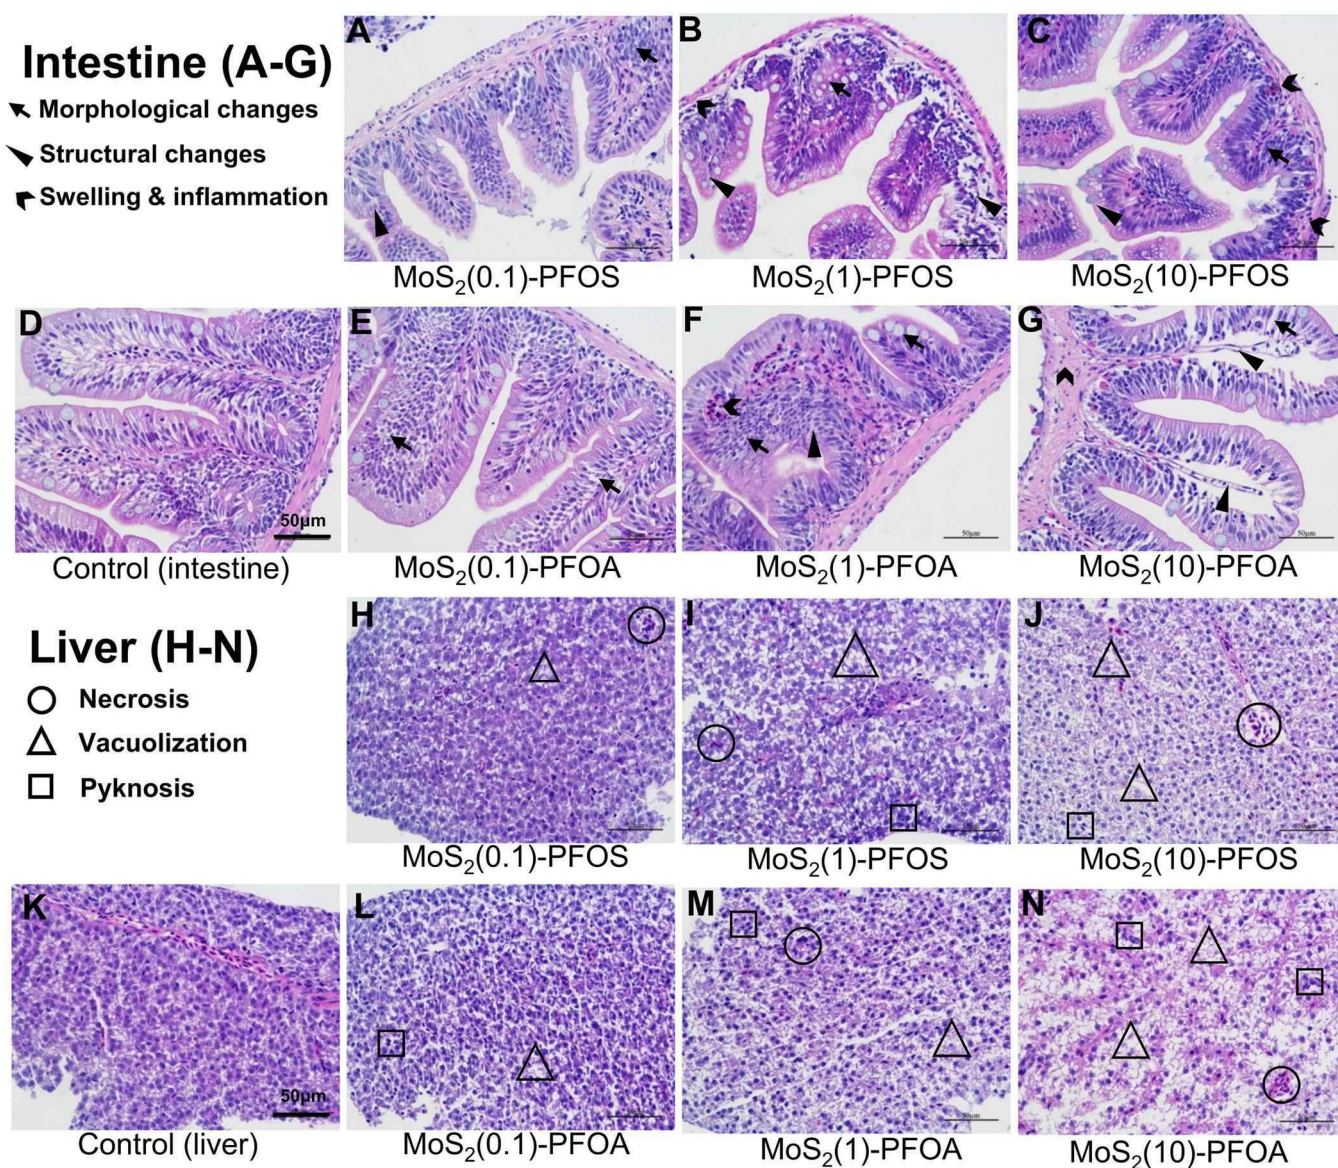 Intestine (A-G)
Morphological changes
Structural changes
Swelling & inflammation
A
B
C
MoS₂(0.1)-PFOS
MoS₂(1)-PFOS
MoS₂(10)-PFOS
D
E
F
G
50μm
50μm
50μm
Control (intestine)
MoS₂(0.1)-PFOA
MoS₂(1)-PFOA
MoS₂(10)-PFOA
Liver (H-N)
Necrosis
Vacuolization
Pyknosis
H
I
J
MoS₂(0.1)-PFOS
MoS₂(1)-PFOS
MoS₂(10)-PFOS
K
L
M
N
50μm
50μm
Control (liver)
MoS₂(0.1)-PFOA
MoS₂(1)-PFOA
MoS₂(10)-PFOA